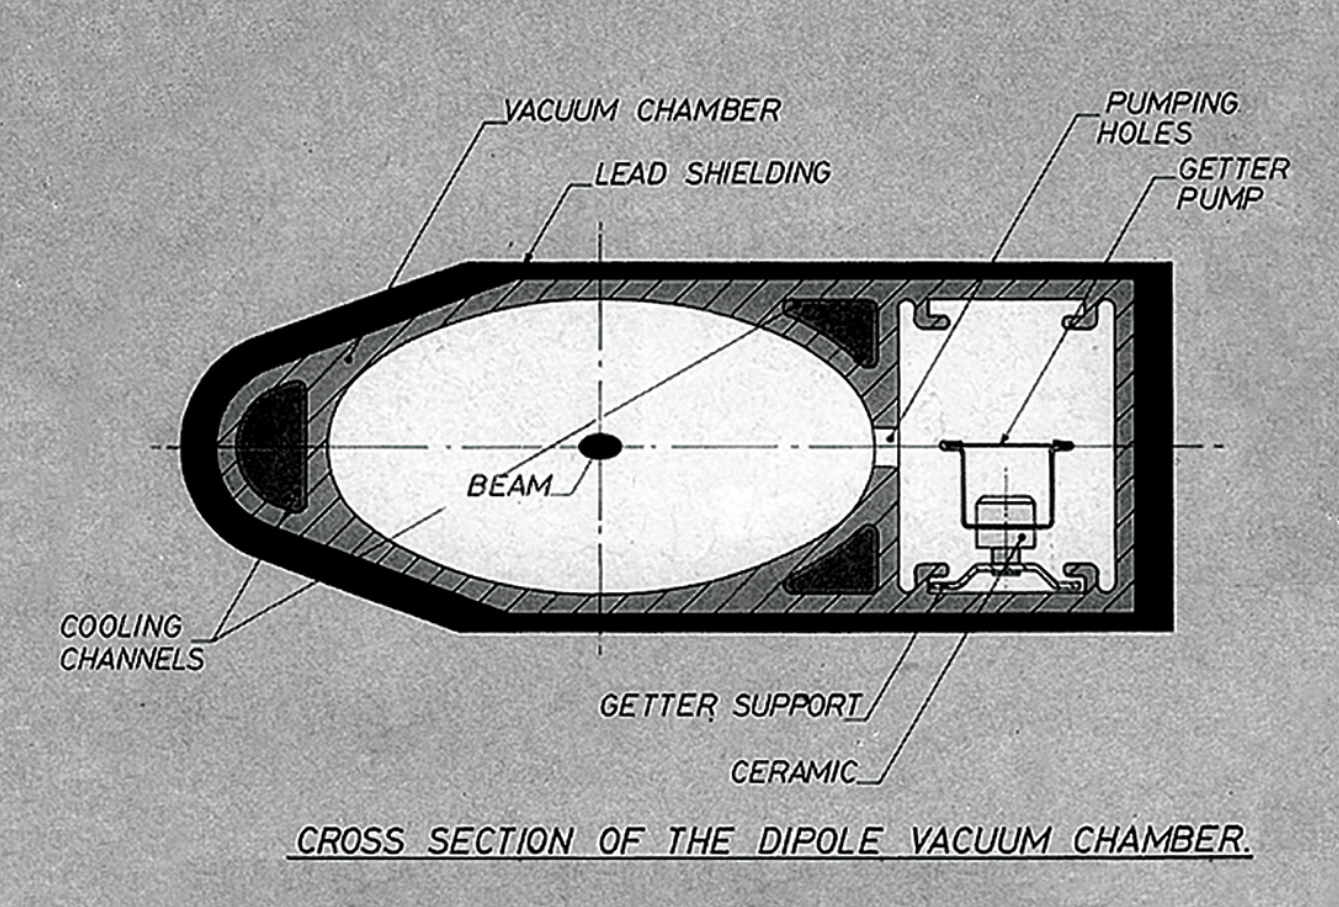 VACUUM CHAMBER
LEAD SHIELDING
PUMPING
HOLES
GETTER
PUMP
BEAM
COOLING
CHANNELS
GETTER SUPPORT
CERAMIC
CROSS SECTION OF THE DIPOLE VACUUM CHAMBER.